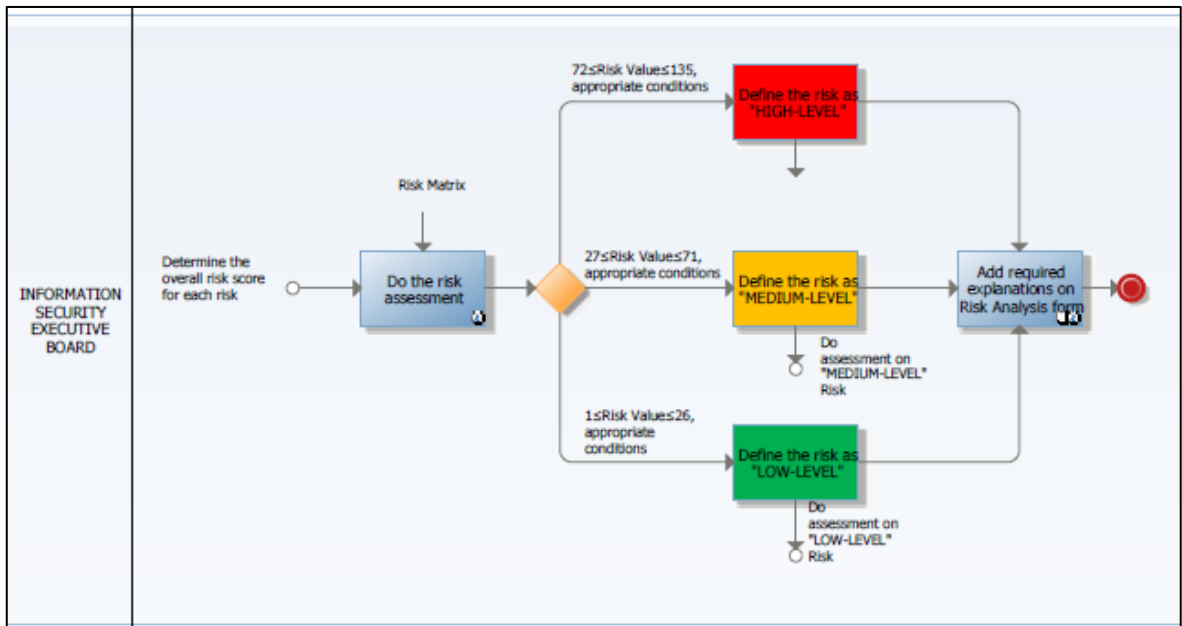 INFORMATION
SECURITY
EXECUTIVE
BOARD
Determine the
overall risk score
for each risk
Risk Matrix
Do the risk
assessment
72≤Risk Value≤135,
appropriate conditions
Define the risk as
"HIGH-LEVEL"
27≤Risk Value≤71,
appropriate conditions
Define the risk as
"MEDIUM-LEVEL"
Do
assessment on
"MEDIUM-LEVEL"
Risk
1≤Risk Value≤26,
appropriate
conditions
Define the risk as
"LOW-LEVEL"
Do
assessment on
"LOW-LEVEL"
Risk
Add required
explanations on
Risk Analysis form